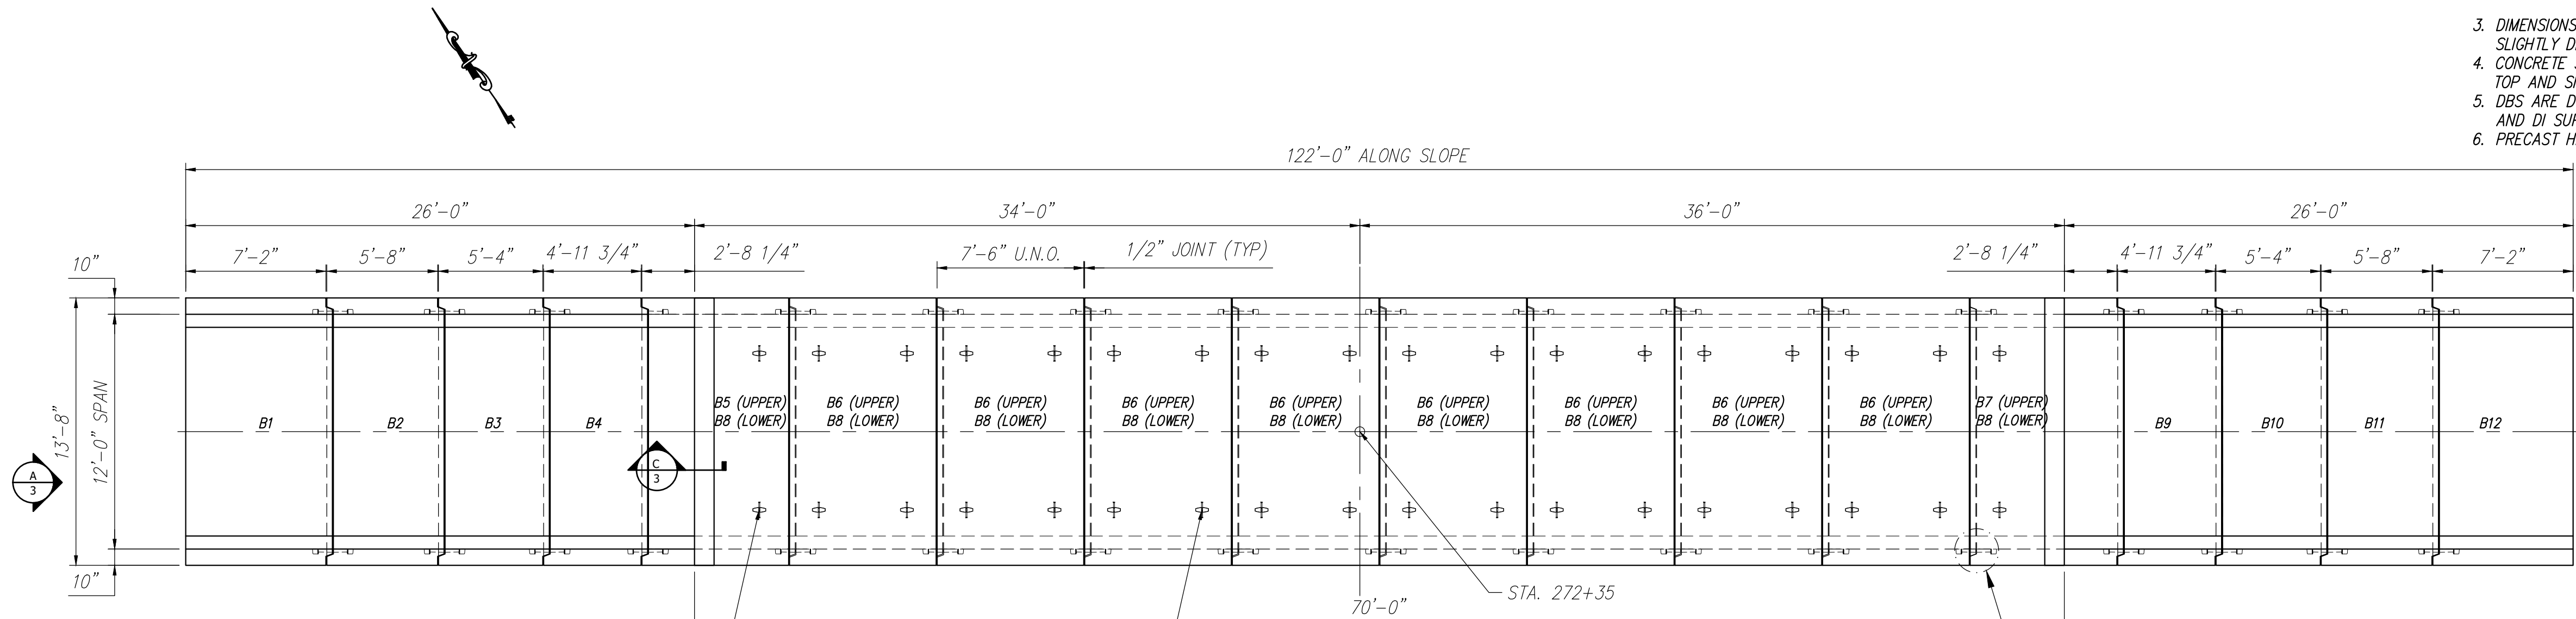 3. DIMENSIONS
SLIGHTLY
4. CONCRETE
TOP AND
5. DBS ARE
AND DI
6. PRECAST
122'-0" ALONG SLOPE
26'-0" 34'-0" 36'-0" 26'-0"
10" 7'-2" 5'-8" 5'-4" 4'-11 3/4" 2'-8 1/4" 7'-6" U.N.O. 1/2" JOINT (TYP) 2'-8 1/4" 4'-11 3/4" 5'-4" 5'-8" 7'-2"
13'-8"
12'-0" SPAN
B5 (UPPER) B6 (UPPER) B6 (UPPER) B6 (UPPER) B6 (UPPER) B6 (UPPER) B6 (UPPER) B6 (UPPER) B6 (UPPER) B7 (UPPER)
B8 (LOWER) B8 (LOWER) B8 (LOWER) B8 (LOWER) B8 (LOWER) B8 (LOWER) B8 (LOWER) B8 (LOWER) B8 (LOWER) B8 (LOWER)
B1 B2 B3 B4 B9 B10 B11 B12
A
3
C
3
10"
STA. 272+35
70'-0"